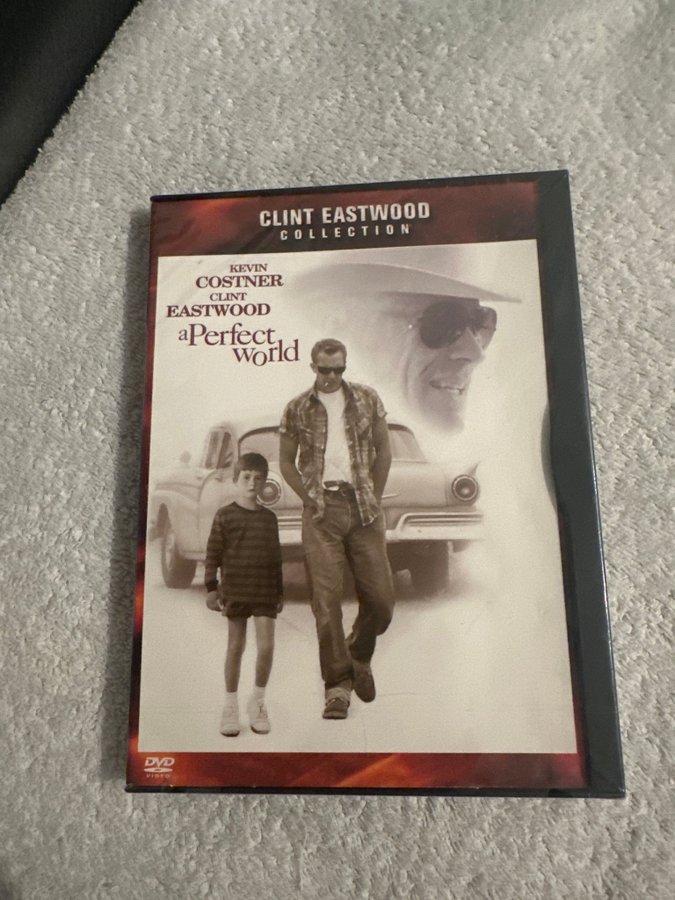 CLINT EASTWOOD
COLLECTION
KEVIN
COSTNER
CLINT
EASTWOOD
a Perfect
world
DVD
VIDEO